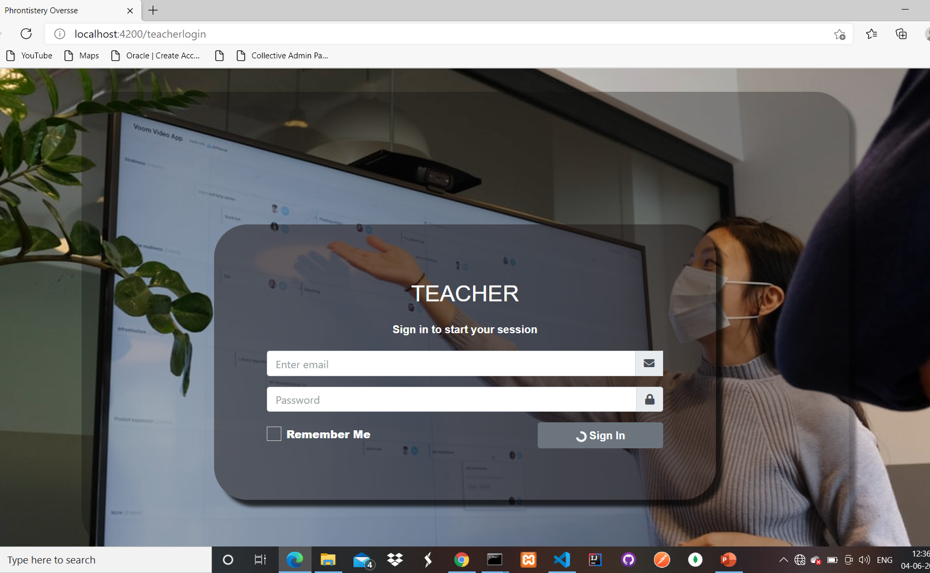 Phrontistery Oversse
localhost:4200/teacherlogin
YouTube Maps Oracle | Create Acc... Collective Admin Pa...
Voom Video App
TEACHER
Sign in to start your session
Enter email
Password
Remember Me
Sign In
Type here to search
4
ENG
12:36
04-06-20